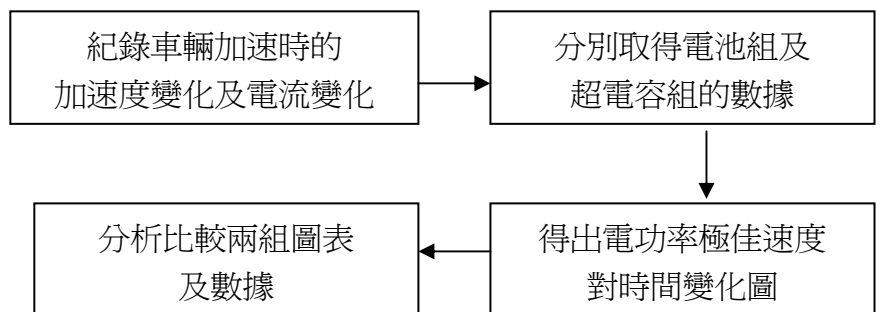 紀錄車輛加速時的
加速度變化及電流變化
分別取得電池組及
超電容組的數據
得出電功率極佳速度
對時間變化圖
分析比較兩組圖表
及數據